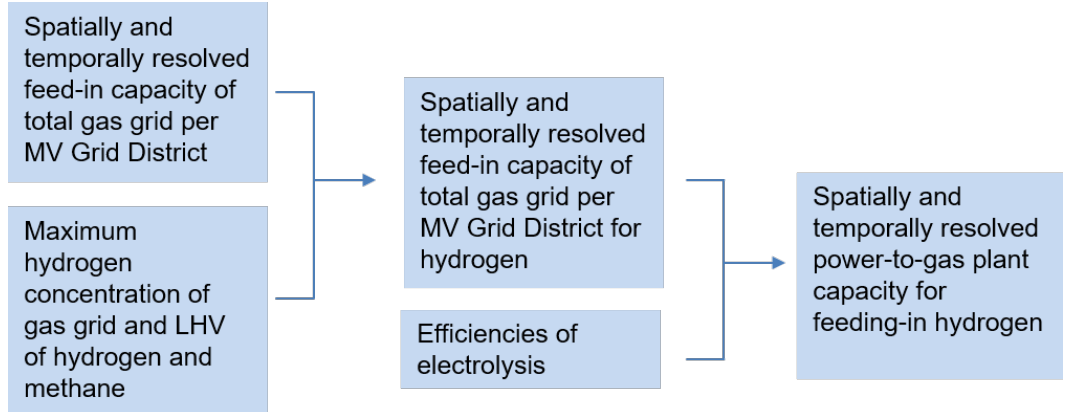 Spatially and
temporally resolved
feed-in capacity of
total gas grid per
MV Grid District
Maximum
hydrogen
concentration of
gas grid and LHV
of hydrogen and
methane
Spatially and
temporally resolved
feed-in capacity of
total gas grid per
MV Grid District for
hydrogen
Efficiencies of
electrolysis
Spatially and
temporally resolved
power-to-gas plant
capacity for
feeding-in hydrogen